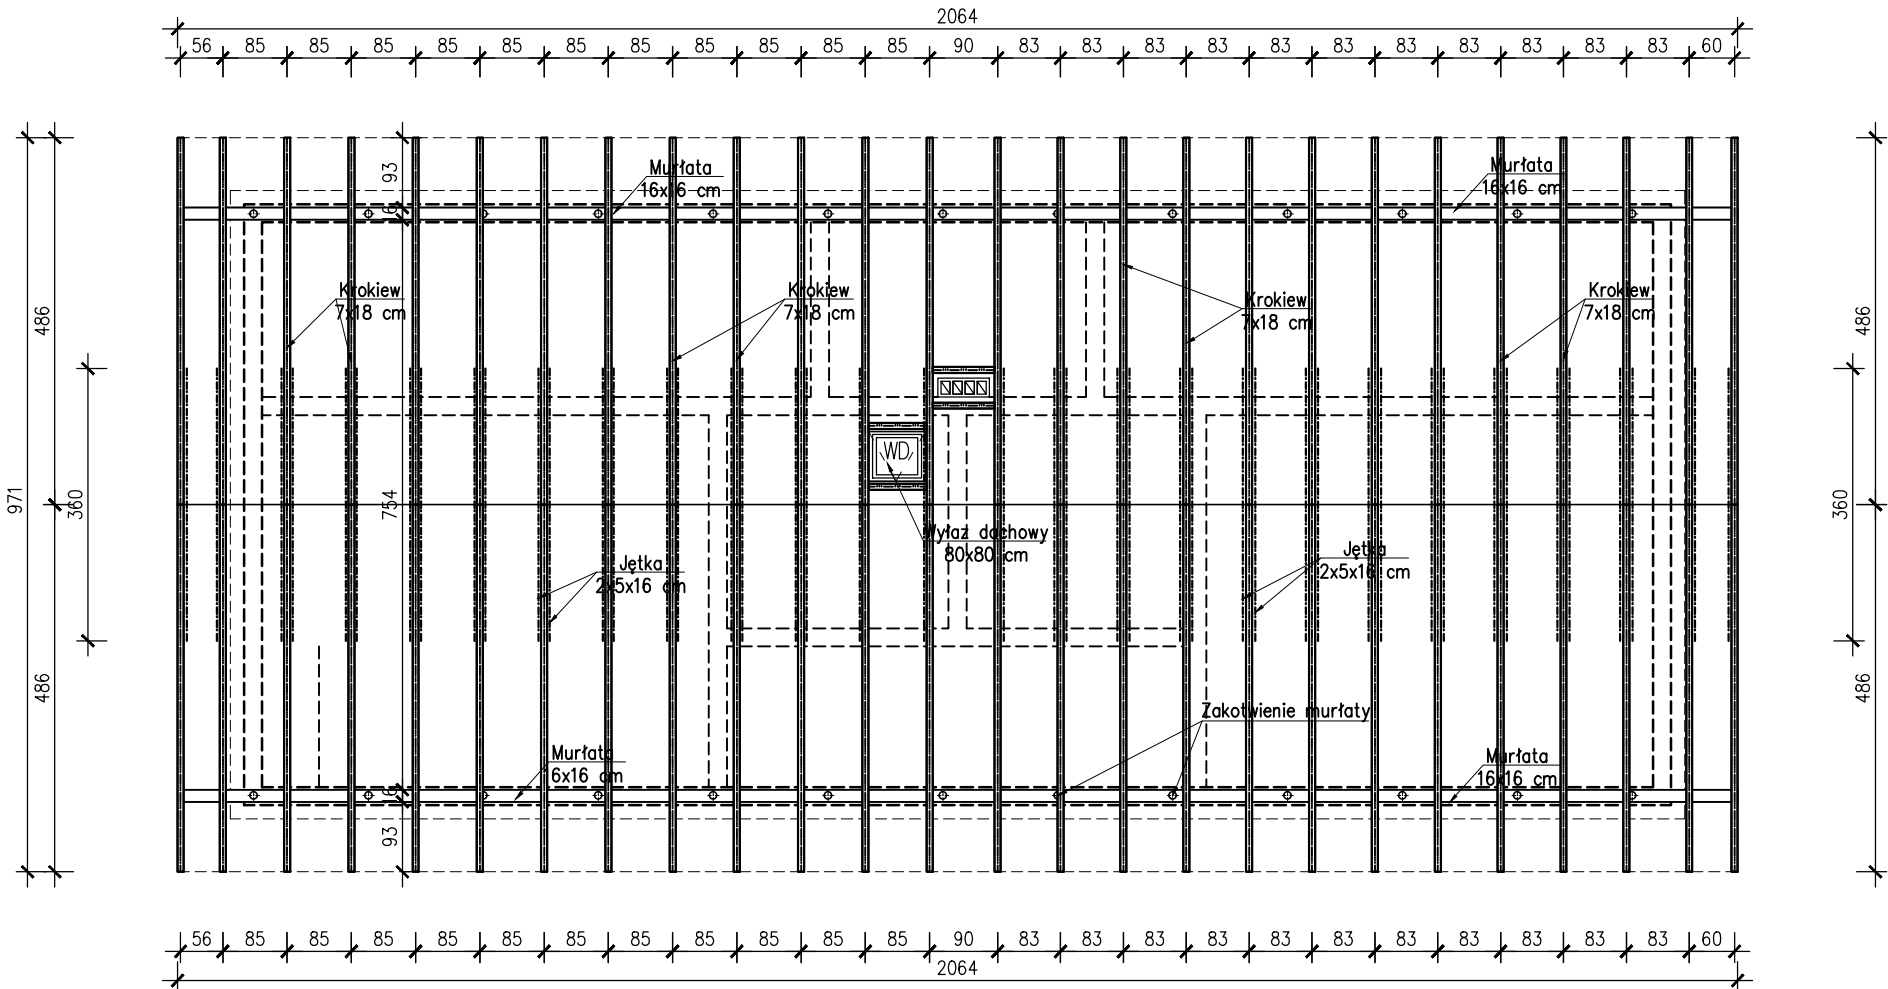 2064
56 85 85 85 85 85 85 85 85 85 85 85 90 83 83 83 83 83 83 83 83 83 83 83 60
93
16
Murłata
16x16 cm
Murłata
16x16 cm
Krokiew
7x18 cm
Krokiew
7x18 cm
Krokiew
7x18 cm
Krokiew
7x18 cm
486
486
971
360
754
360
WD
Wyłaz dachowy
80x80 cm
Jętka
2x5x16 cm
Jętka
2x5x16 cm
486
486
Zakotwienie murłaty
Murłata
6x16 cm
Murłata
16x16 cm
16
93
56 85 85 85 85 85 85 85 85 85 85 85 90 83 83 83 83 83 83 83 83 83 83 83 60
2064